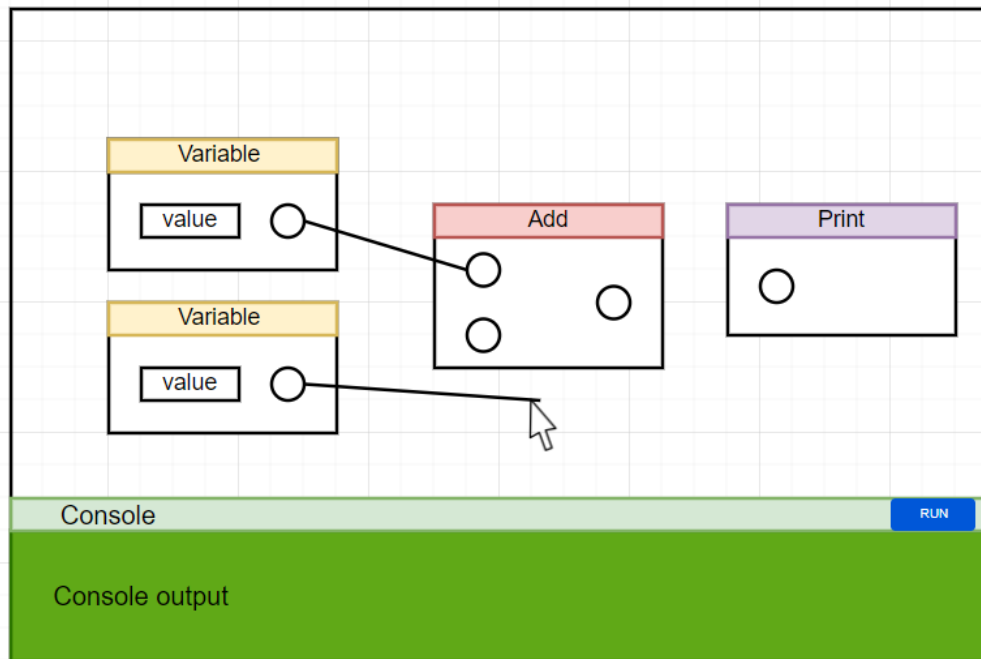 Variable
value
Add
Print
Variable
value
Console
RUN
Console output